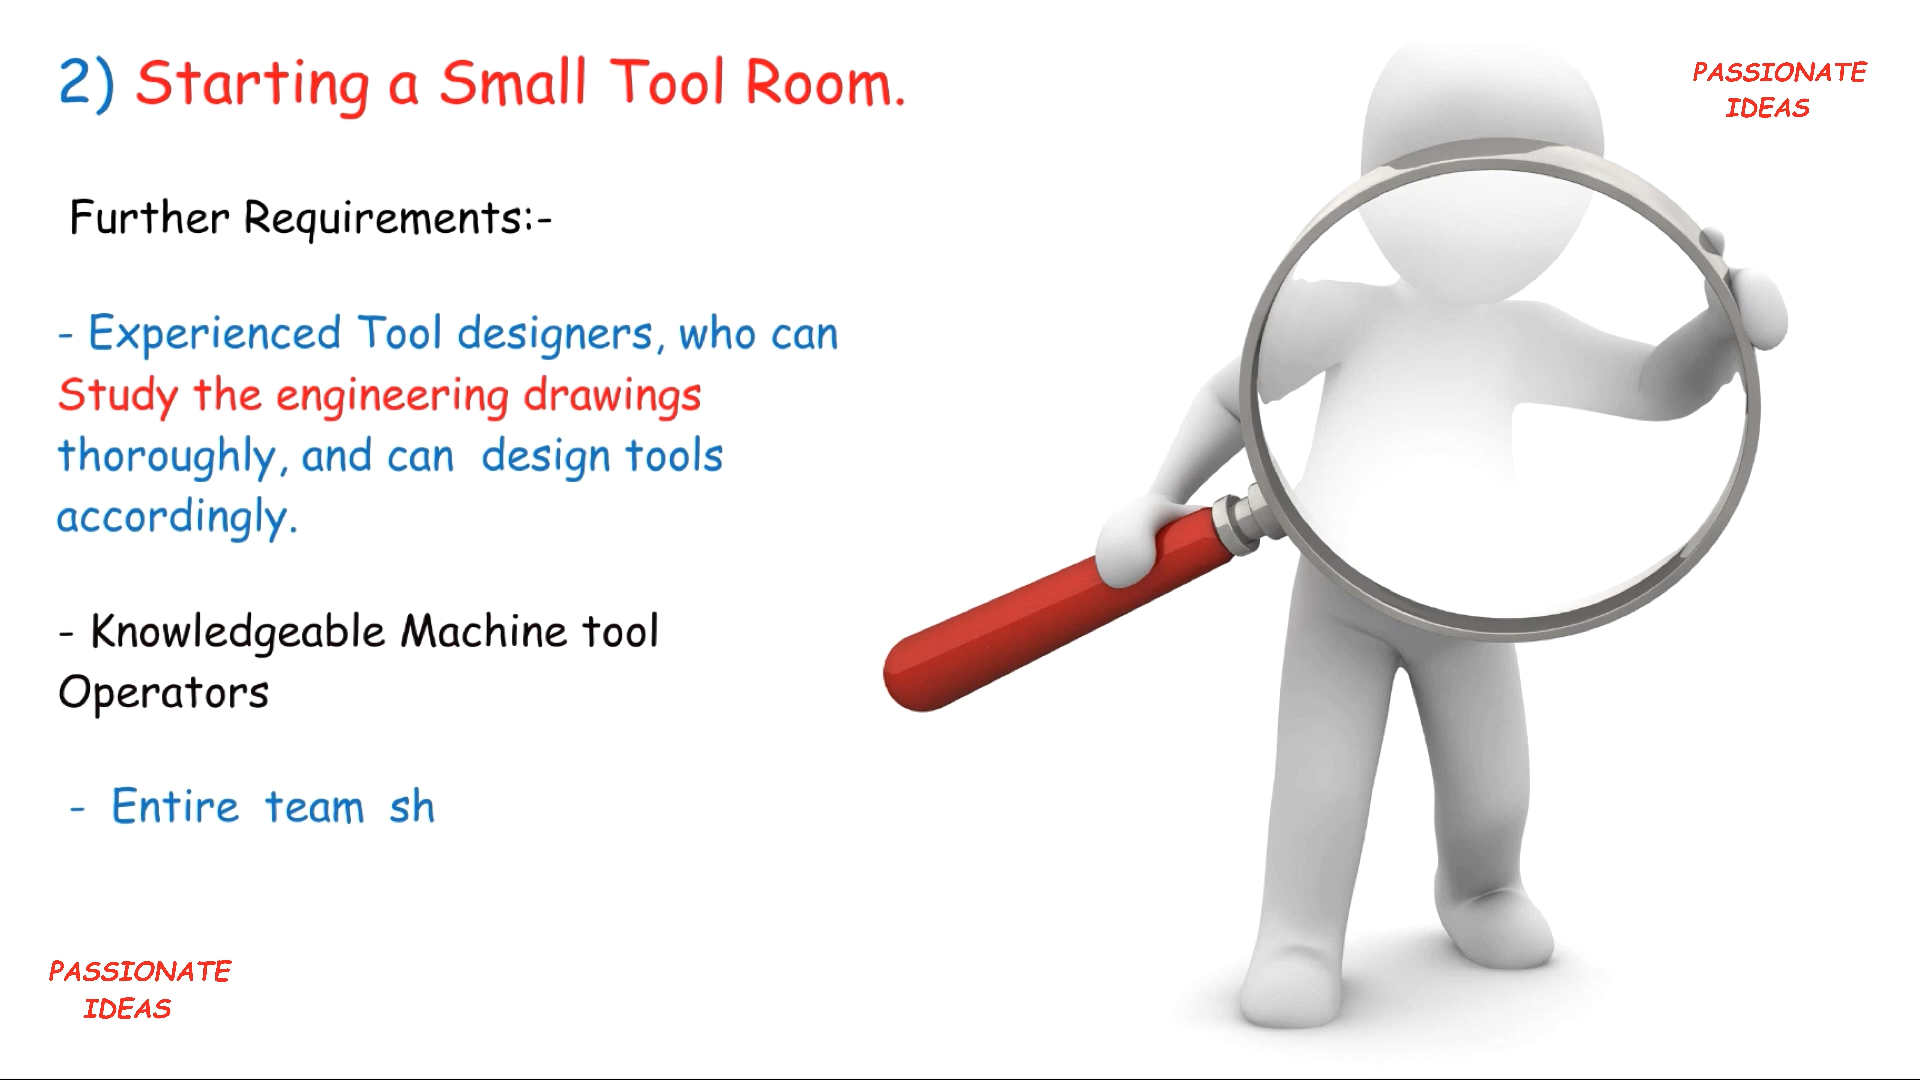 2) Starting a Small Tool Room.
PASSIONATE
IDEAS
Further Requirements:-
- Experienced Tool designers, who can
Study the engineering drawings
thoroughly, and can design tools
accordingly.
- Knowledgeable Machine tool
Operators
- Entire team sh
PASSIONATE
IDEAS